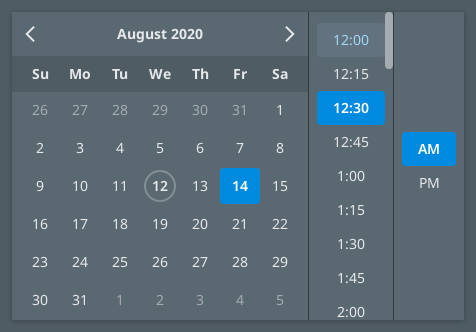 August 2020
Su Mo Tu We Th Fr Sa
26 27 28 29 30 31 1
2 3 4 5 6 7 8
9 10 11 12 13 14 15
16 17 18 19 20 21 22
23 24 25 26 27 28 29
30 31 1 2 3 4 5
12:00
12:15
12:30
12:45
1:00
1:15
1:30
1:45
2:00
AM
PM